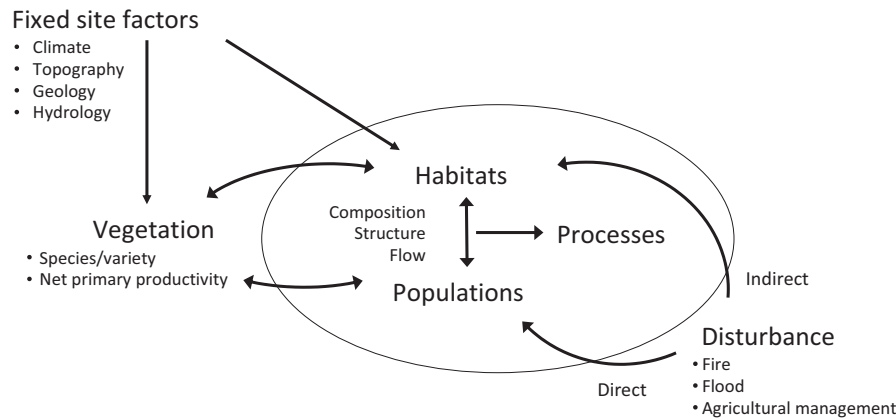 Fixed site factors
• Climate
• Topography
• Geology
• Hydrology
Habitats
Composition
Structure
Flow
Processes
Populations
Vegetation
• Species/variety
• Net primary productivity
Indirect
Disturbance
• Fire
• Flood
• Agricultural management
Direct